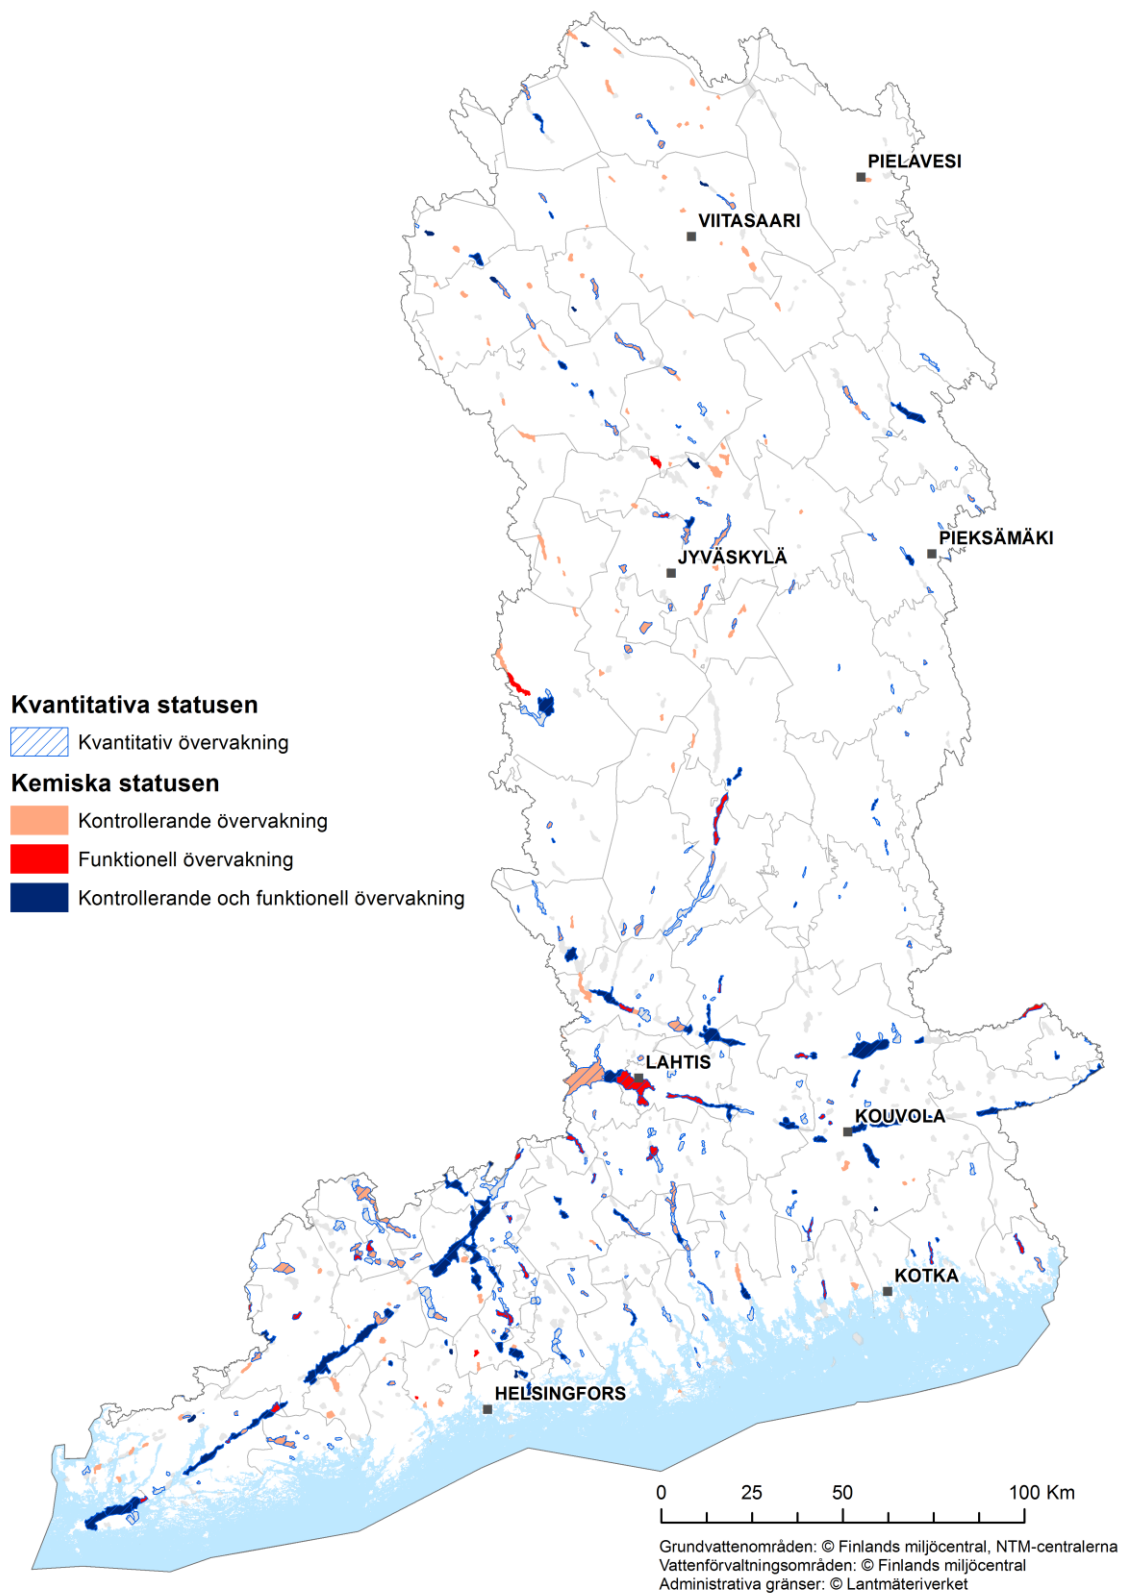 PIELAVESI
VIITASAARI
PIEKSÄMÄKI
JYVÄSKYLÄ
Kvantitativa statusen
Kvantitativ övervakning
Kemiska statusen
Kontrollerande övervakning
Funktionell övervakning
Kontrollerande och funktionell övervakning
LAHTIS
KOUVOLA
KOTKA
HELSINGFORS
0 25 50 100 Km
Grundvattenområden: © Finlands miljöcentral, NTM-centralerna
Vattenförvaltningsområden: © Finlands miljöcentral
Administrativa gränser: © Lantmäteriverket